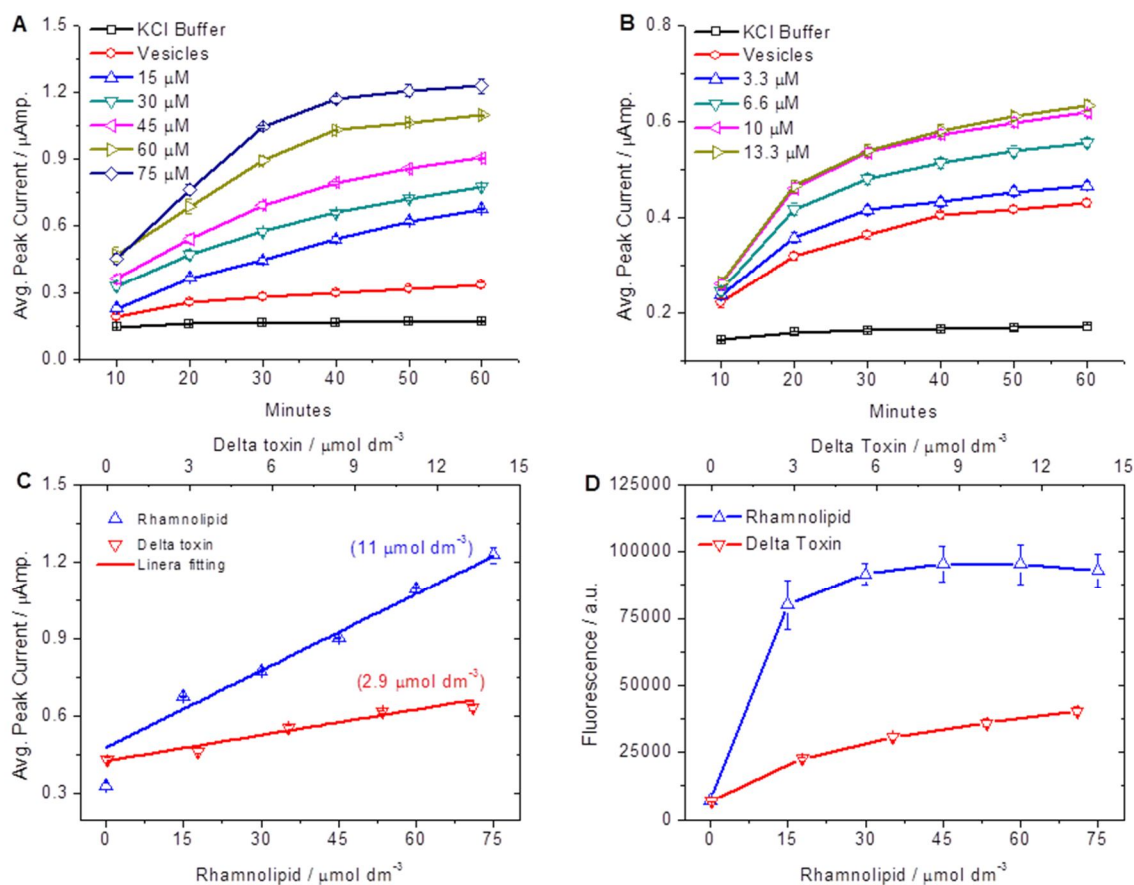 A
KCl Buffer
Vesicles
15 µM
30 µM
45 µM
60 µM
75 µM
1.5
1.2
0.9
0.6
0.3
0.0
Avg. Peak Current / µAmp.
10 20 30 40 50 60
Minutes
B
KCl Buffer
Vesicles
3.3 µM
6.6 µM
10 µM
13.3 µM
0.8
0.6
0.4
0.2
Avg. Peak Current / µAmp.
10 20 30 40 50 60
Minutes
Delta toxin / µmol dm⁻³
0 3 6 9 12 15
C
Rhamnolipid
Delta toxin
Linera fitting
(11 µmol dm⁻³)
(2.9 µmol dm⁻³)
1.5
1.2
0.9
0.6
0.3
Avg. Peak Current / µAmp.
0 15 30 45 60 75
Rhamnolipid / µmol dm⁻³
Delta Toxin / µmol dm⁻³
0 3 6 9 12 15
D
Rhamnolipid
Delta Toxin
125000
100000
75000
50000
25000
0
Fluorescence / a.u.
0 15 30 45 60 75
Rhamnolipid / µmol dm⁻³